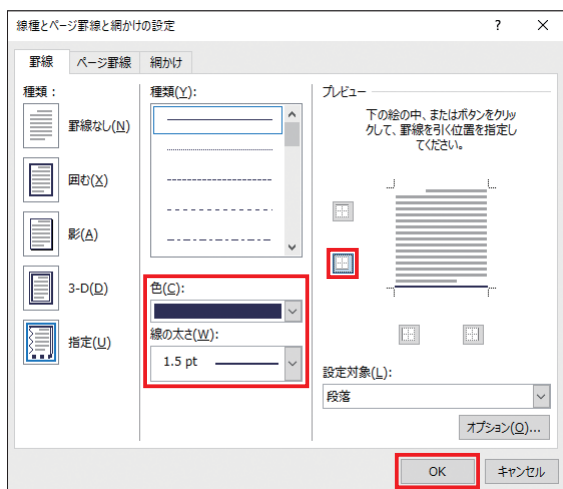 線種とページ罫線と網かけの設定
? ×
罫線 ページ罫線 網かけ
種類：
罫線なし(N)
囲む(X)
影(A)
3-D(D)
指定(U)
種類(Y):
色(C):
線の太さ(W):
1.5 pt
プレビュー
下の絵の中、またはボタンをクリッ
クして、罫線を引く位置を指定し
てください。
設定対象(L):
段落
オプション(O)...
OK キャンセル